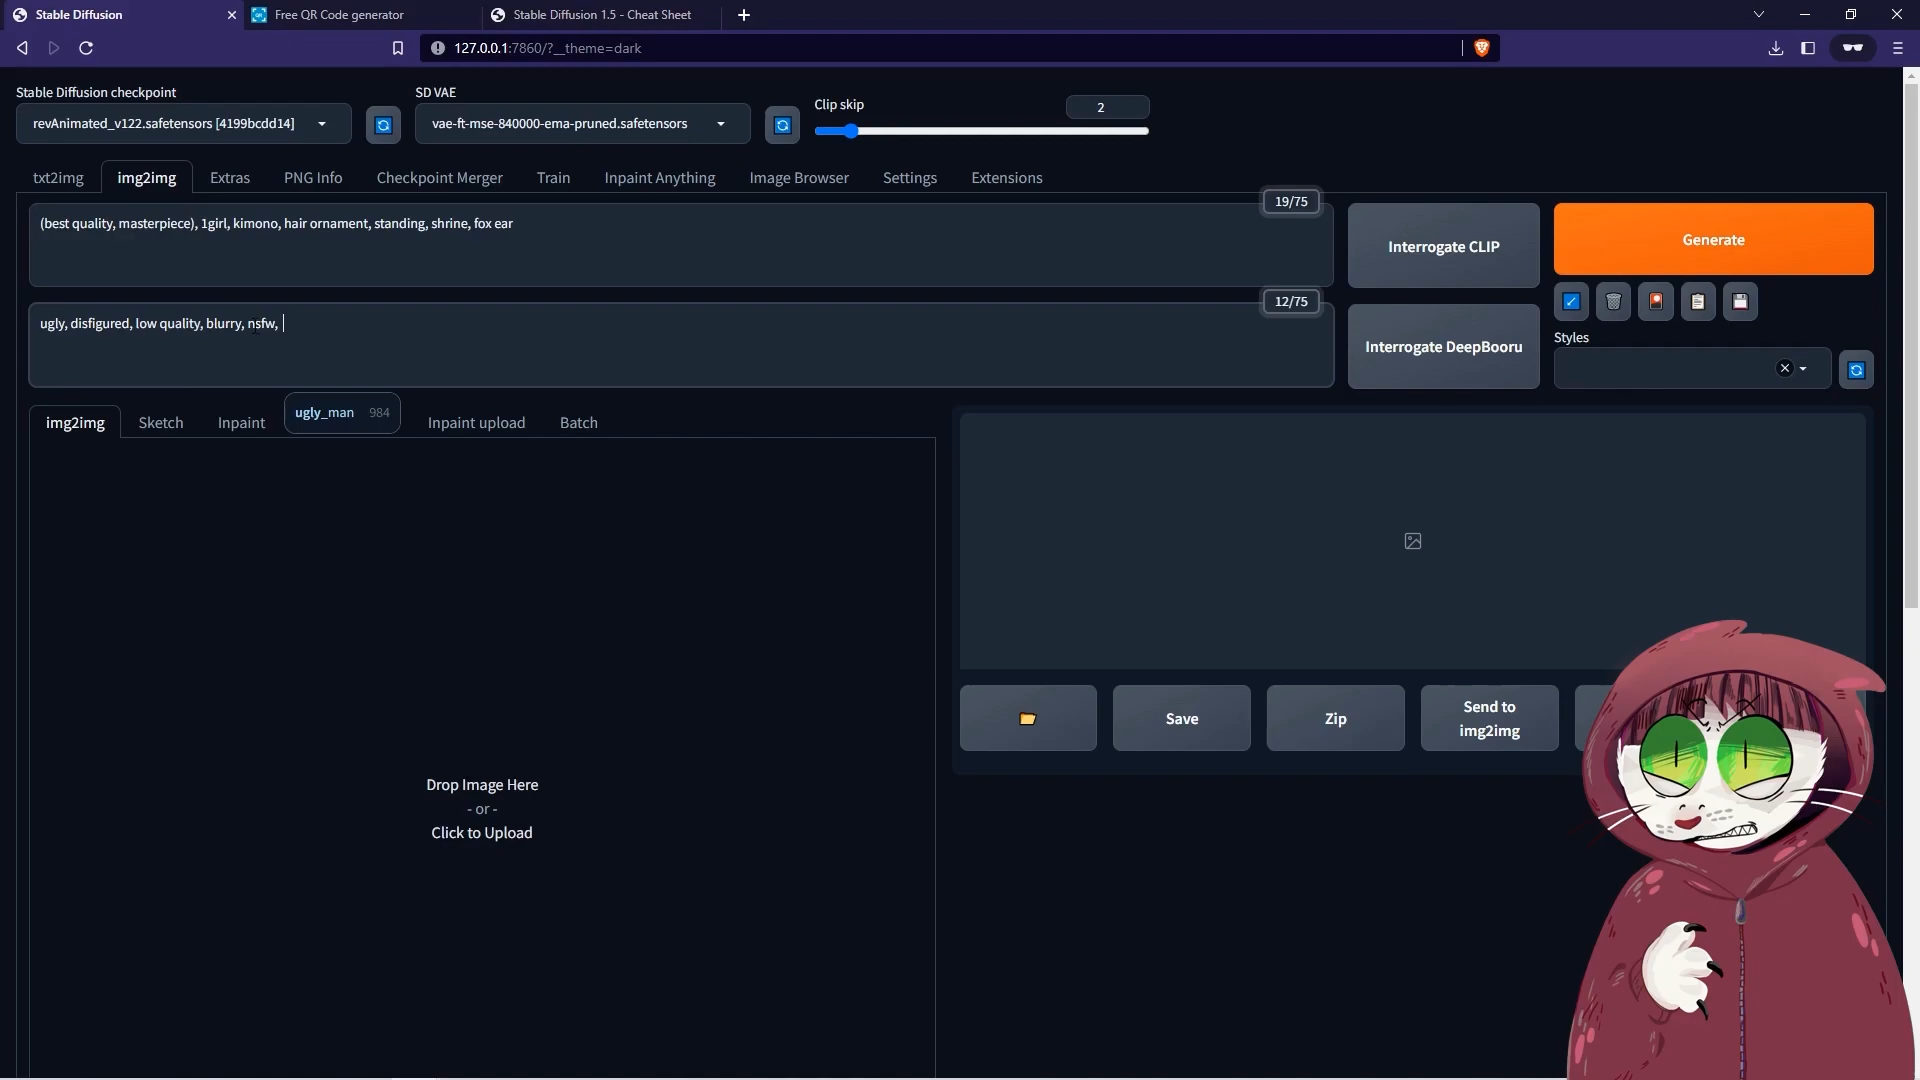 Stable Diffusion
Free QR Code generator
Stable Diffusion 1.5 - Cheat Sheet
127.0.0.1:7860/?__theme=dark
Stable Diffusion checkpoint
SD VAE
Clip skip
2
revAnimated_v122.safetensors [4199bcdd14]
vae-ft-mse-840000-ema-pruned.safetensors
txt2img
img2img
Extras
PNG Info
Checkpoint Merger
Train
Inpaint Anything
Image Browser
Settings
Extensions
19/75
(best quality, masterpiece), 1girl, kimono, hair ornament, standing, shrine, fox ear
Interrogate CLIP
Generate
12/75
ugly, disfigured, low quality, blurry, nsfw,
Interrogate DeepBooru
Styles
img2img
Sketch
Inpaint
ugly_man 984
Inpaint upload
Batch
Drop Image Here
- or -
Click to Upload
Save
Zip
Send to
img2img